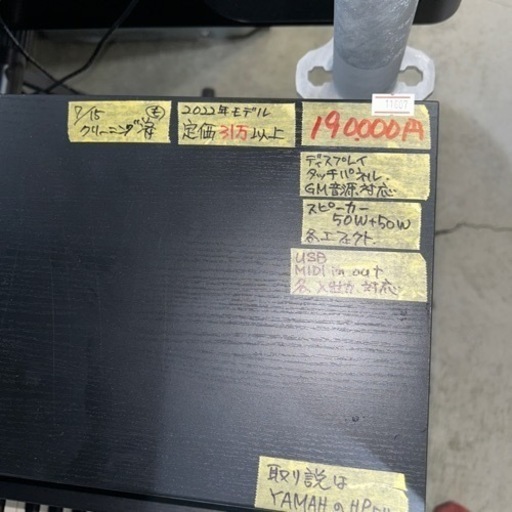 7/15
クリーニング済
2022年モデル
定価31万以上
190,000円
ディスプレイ
タッチパネル
GM音源対応
スピーカー
50W+50W
各エフェクト
USB
MIDI in out
各入出力対応
取り説は
YAMAHのHP